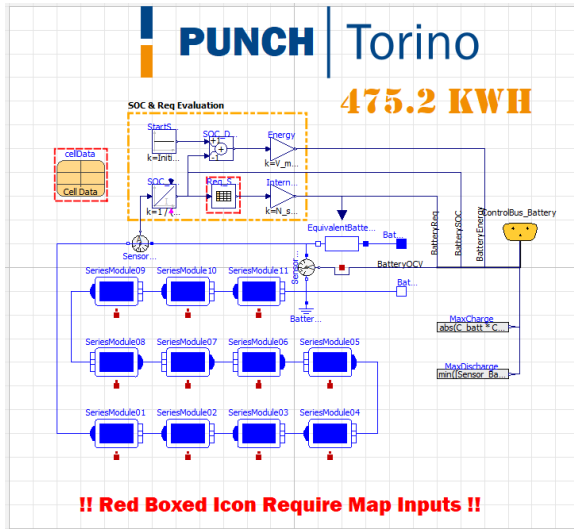 PUNCH Torino
475.2 KWH
SOC & Req Evaluation
StartS...
SOC_D...
Energy
k=Initi...
-1
k=V_m...
cellData
Cell Data
SOC_...
Req_S...
Intern...
k=1/...
k=N_s...
EquivalentBatte...
Bat...
ControlBus_Battery
BatteryReq
BatterySOC
BatteryEnergy
Sensor...
Sensor...
BatteryOCV
Bat...
SeriesModule09
SeriesModule10
SeriesModule11
Batter...
MaxCharge
abs(C_batt * C...
SeriesModule08
SeriesModule07
SeriesModule06
SeriesModule05
MaxDischarge
min([Sensor_Ba...
SeriesModule01
SeriesModule02
SeriesModule03
SeriesModule04
!! Red Boxed Icon Require Map Inputs !!